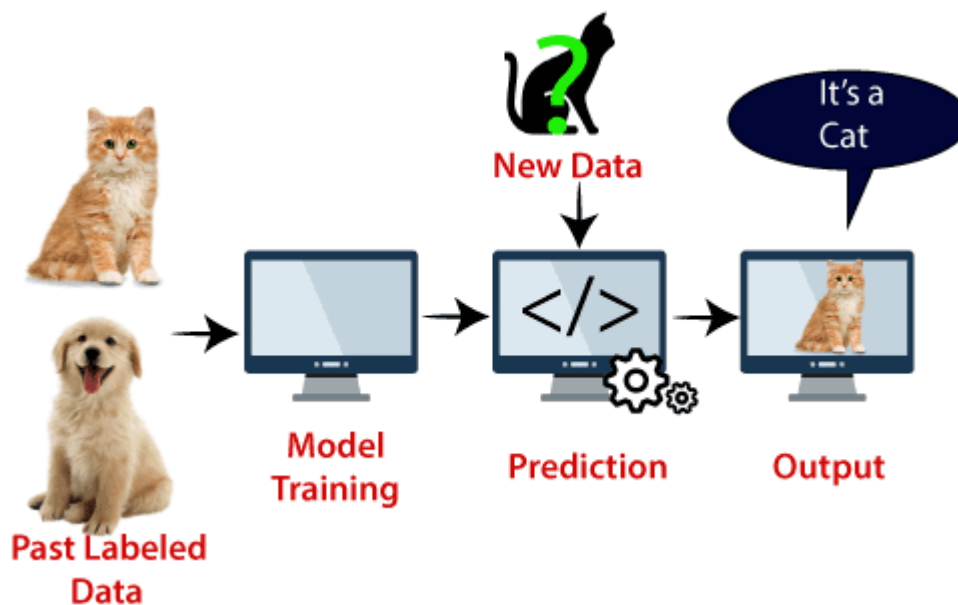 New Data
It's a
Cat
?
</>
Model
Training
Prediction
Output
Past Labeled
Data